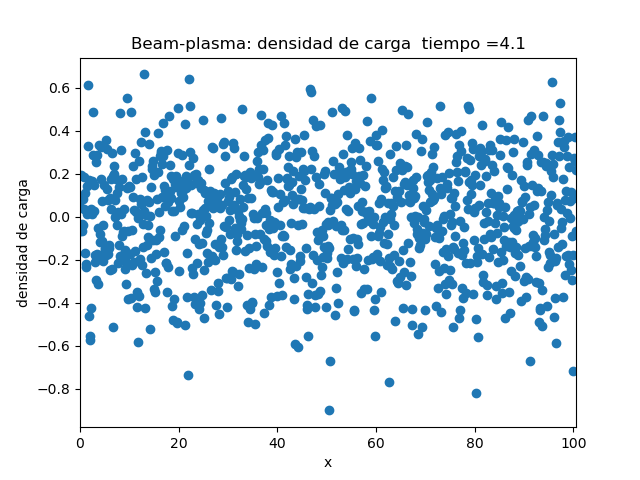 Beam-plasma: densidad de carga  tiempo =4.1
densidad de carga
0.6
0.4
0.2
0.0
−0.2
−0.4
−0.6
−0.8
0 20 40 60 80 100
x